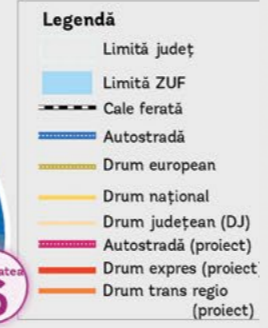 Legendă
Limită județ
Limită ZUF
Cale ferată
Autostradă
Drum european
Drum național
Drum județean (DJ)
Autostradă (proiect)
Drum expres (proiect
Drum trans regio
(proiect)